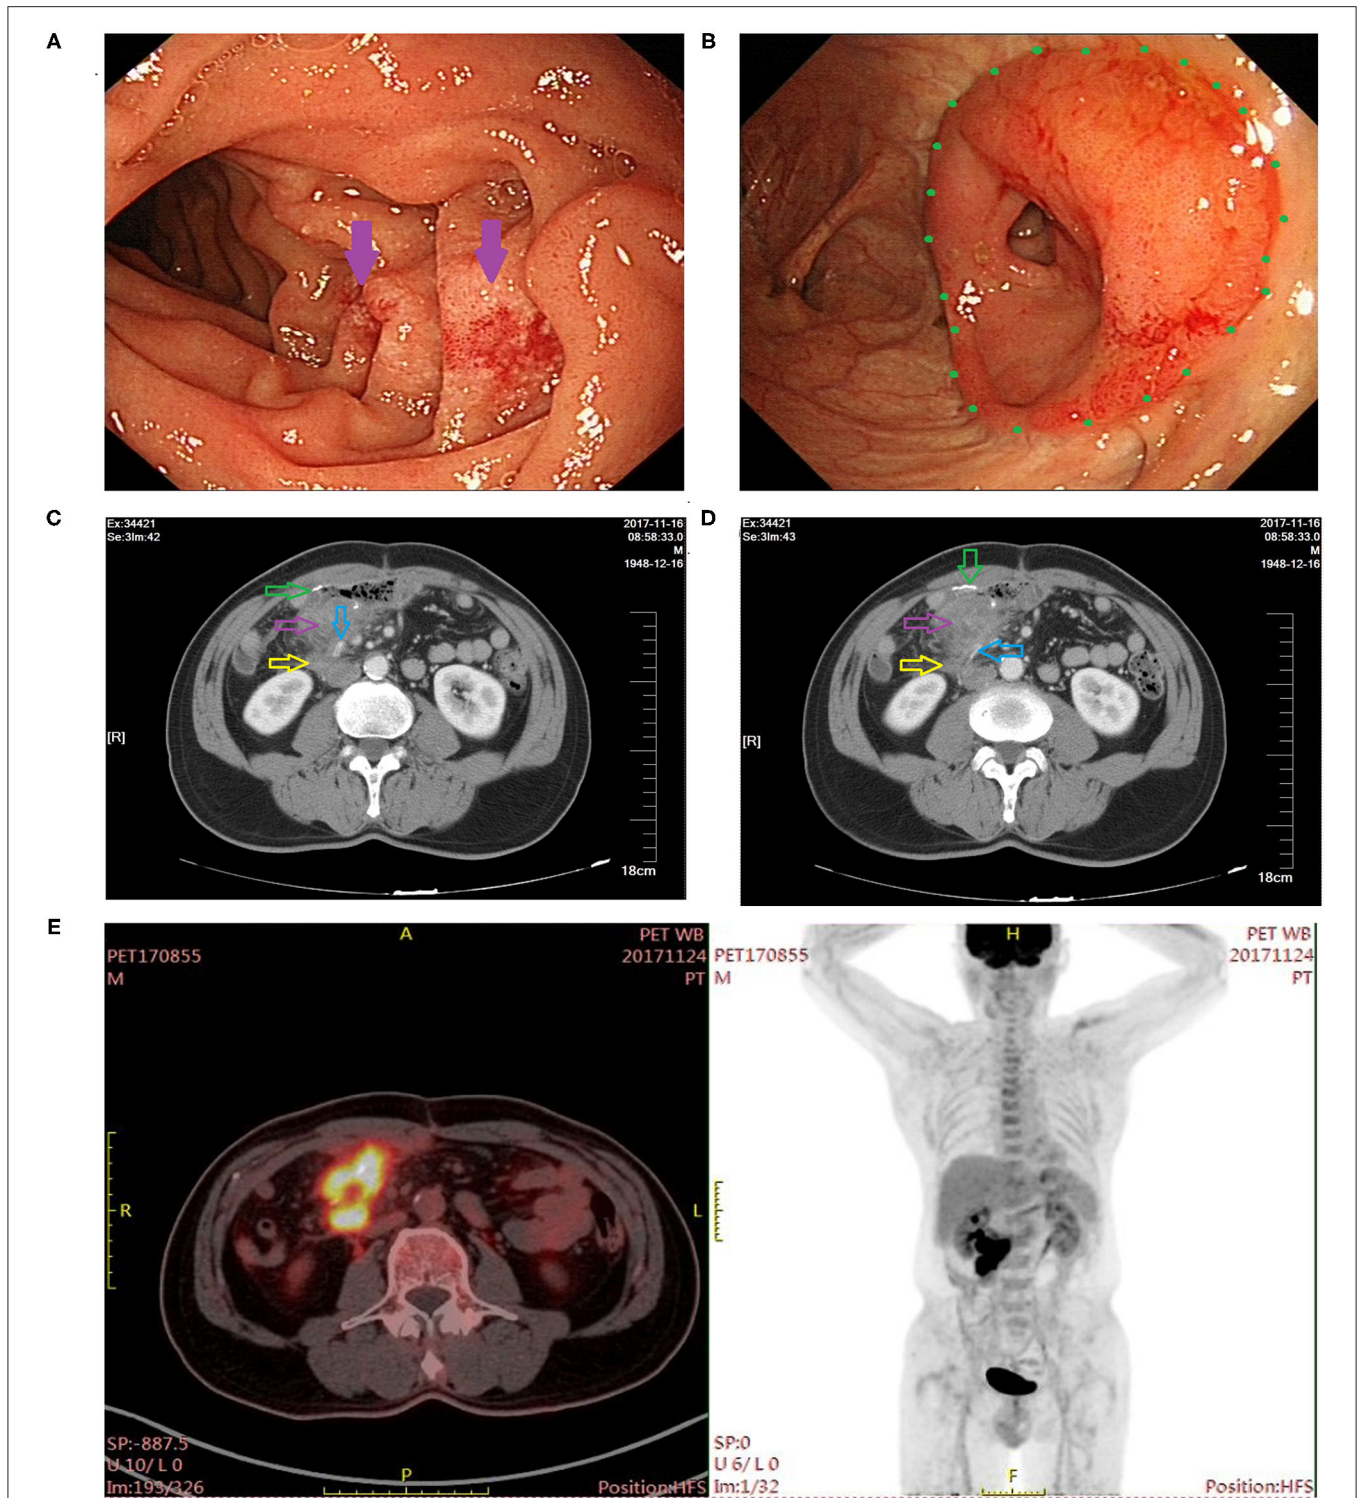 A
B
C
Ex:34421
Se:3Im:42
2017-11-16
08:58:33.0
M
1948-12-16
[R]
18cm
D
Ex:34421
Se:3Im:43
2017-11-16
08:58:33.0
M
1948-12-16
[R]
18cm
E
PET170855
M
A
PET WB
20171124
PT
R
L
SP:-887.5
U 10/ L 0
Im:199/326
P
Position:HFS
PET170855
M
H
PET WB
20171124
PT
SP:0
U 6/ L 0
Im:1/32
F
Position:HFS